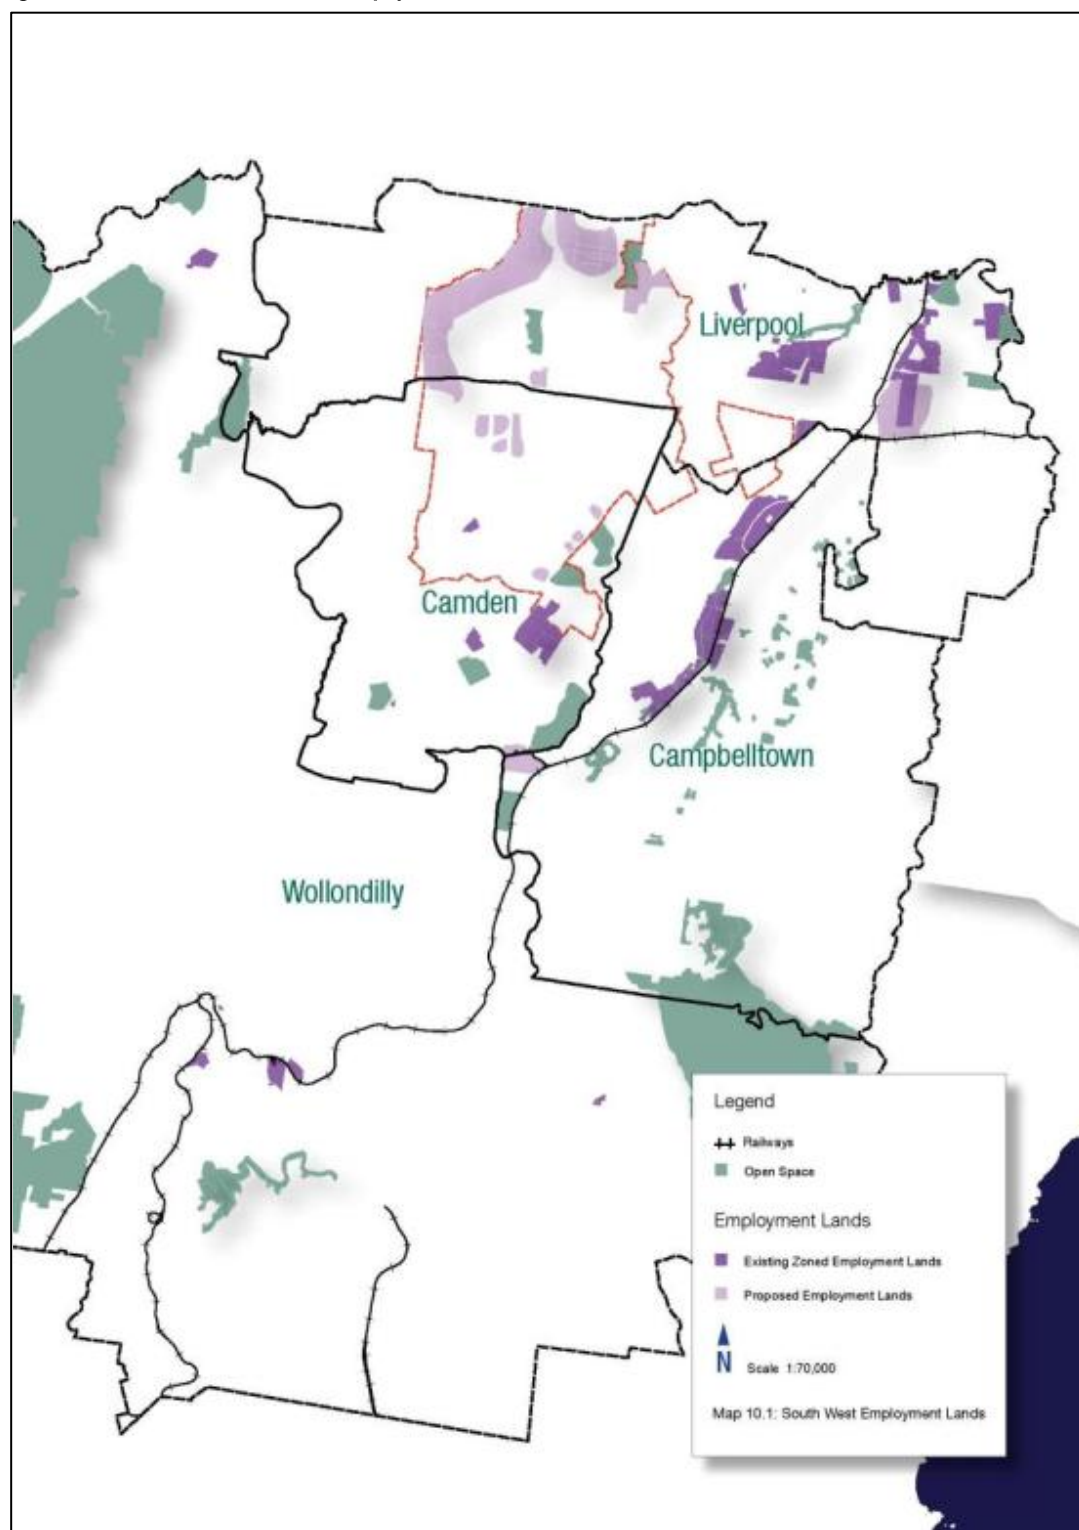 Liverpool
Camden
Campbelltown
Wollondilly
Legend
Railways
Open Space
Employment Lands
Existing Zoned Employment Lands
Proposed Employment Lands
N
Scale 1:70,000
Map 10.1: South West Employment Lands